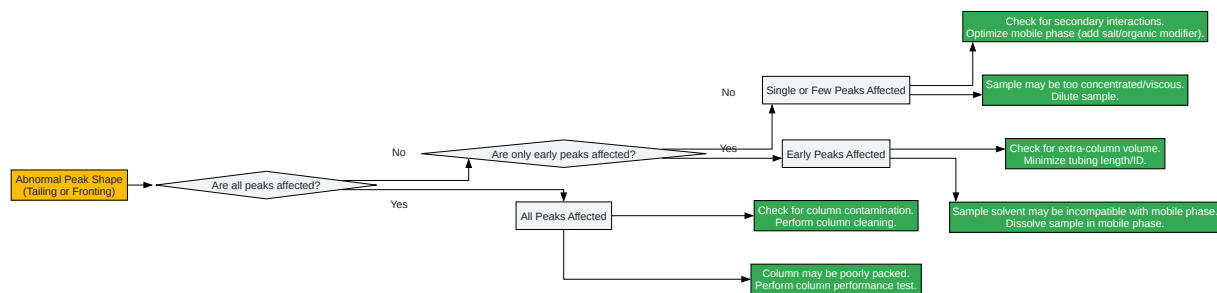 Check for secondary interactions.
Optimize mobile phase (add salt/organic modifier).
No
Single or Few Peaks Affected
Sample may be too concentrated/viscous.
Dilute sample.
No
Are only early peaks affected?
Yes
Early Peaks Affected
Check for extra-column volume.
Minimize tubing length/ID.
Abnormal Peak Shape
(Tailing or Fronting)
Are all peaks affected?
Yes
All Peaks Affected
Check for column contamination.
Perform column cleaning.
Sample solvent may be incompatible with mobile phase.
Dissolve sample in mobile phase.
Column may be poorly packed.
Perform column performance test.